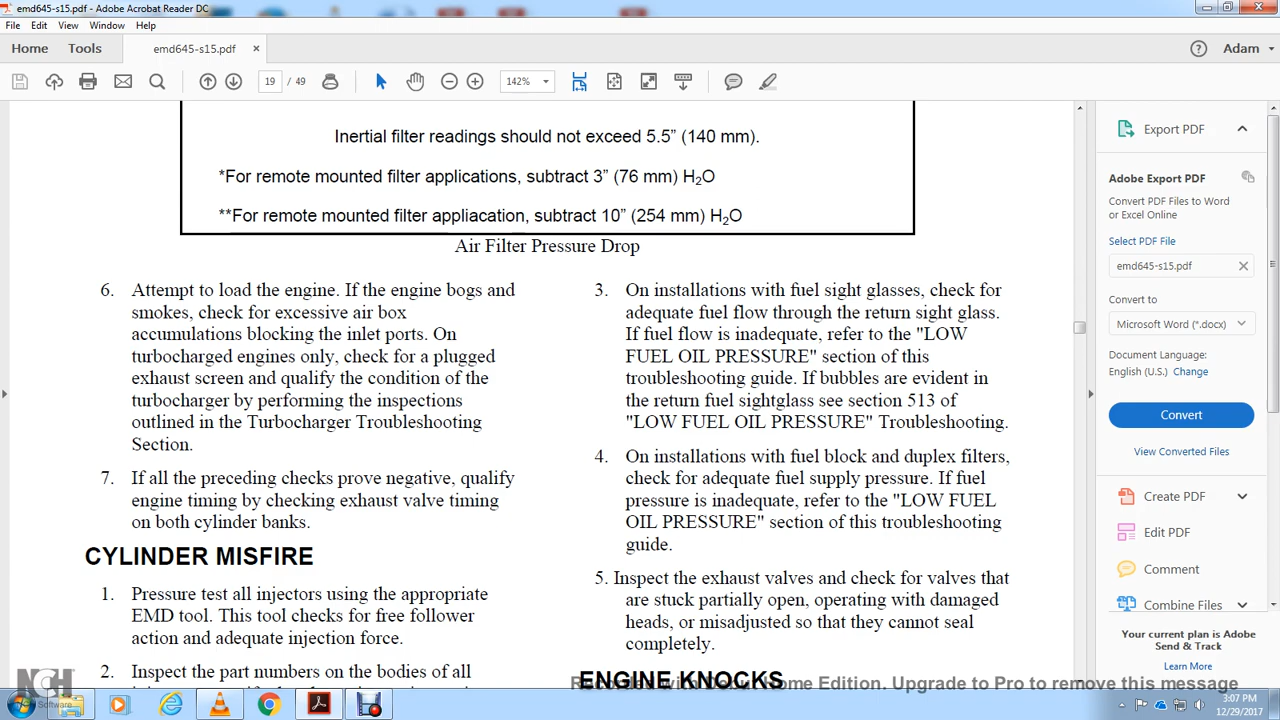 emd645-s15.pdf - Adobe Acrobat Reader DC
File Edit View Window Help
Home Tools emd645-s15.pdf × Adam
19 / 49 142%
Inertial filter readings should not exceed 5.5” (140 mm).
*For remote mounted filter applications, subtract 3” (76 mm) H2O
**For remote mounted filter appliacation, subtract 10” (254 mm) H2O
Air Filter Pressure Drop
6. Attempt to load the engine. If the engine bogs and
smokes, check for excessive air box
accumulations blocking the inlet ports. On
turbocharged engines only, check for a plugged
exhaust screen and qualify the condition of the
turbocharger by performing the inspections
outlined in the Turbocharger Troubleshooting
Section.
7. If all the preceding checks prove negative, qualify
engine timing by checking exhaust valve timing
on both cylinder banks.
CYLINDER MISFIRE
1. Pressure test all injectors using the appropriate
EMD tool. This tool checks for free follower
action and adequate injection force.
2. Inspect the part numbers on the bodies of all
3. On installations with fuel sight glasses, check for
adequate fuel flow through the return sight glass.
If fuel flow is inadequate, refer to the "LOW
FUEL OIL PRESSURE" section of this
troubleshooting guide. If bubbles are evident in
the return fuel sightglass see section 513 of
"LOW FUEL OIL PRESSURE" Troubleshooting.
4. On installations with fuel block and duplex filters,
check for adequate fuel supply pressure. If fuel
pressure is inadequate, refer to the "LOW FUEL
OIL PRESSURE" section of this troubleshooting
guide.
5. Inspect the exhaust valves and check for valves that
are stuck partially open, operating with damaged
heads, or misadjusted so that they cannot seal
completely.
ENGINE KNOCKS
Export PDF
Adobe Export PDF
Convert PDF Files to Word
or Excel Online
Select PDF File
emd645-s15.pdf
Convert to
Microsoft Word (*.docx)
Document Language:
English (U.S.) Change
Convert
View Converted Files
Create PDF
Edit PDF
Comment
Combine Files
Your current plan is Adobe
Send & Track
Learn More
NCH
Software
Home Edition. Upgrade to Pro to remove this message
3:07 PM
12/29/2017